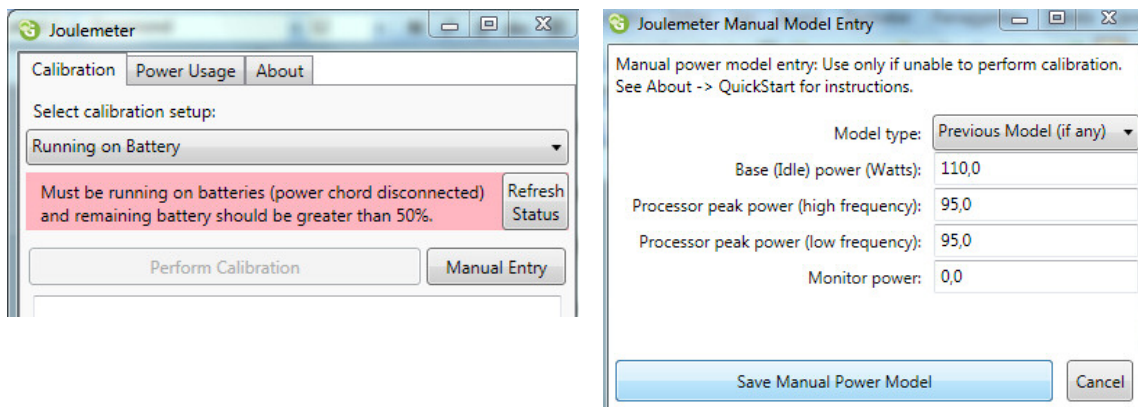 Joulemeter
Calibration Power Usage About
Select calibration setup:
Running on Battery
Must be running on batteries (power chord disconnected)
and remaining battery should be greater than 50%.
Refresh
Status
Perform Calibration
Manual Entry
Joulemeter Manual Model Entry
Manual power model entry: Use only if unable to perform calibration.
See About -> QuickStart for instructions.
Model type: Previous Model (if any)
Base (Idle) power (Watts): 110,0
Processor peak power (high frequency): 95,0
Processor peak power (low frequency): 95,0
Monitor power: 0,0
Save Manual Power Model
Cancel